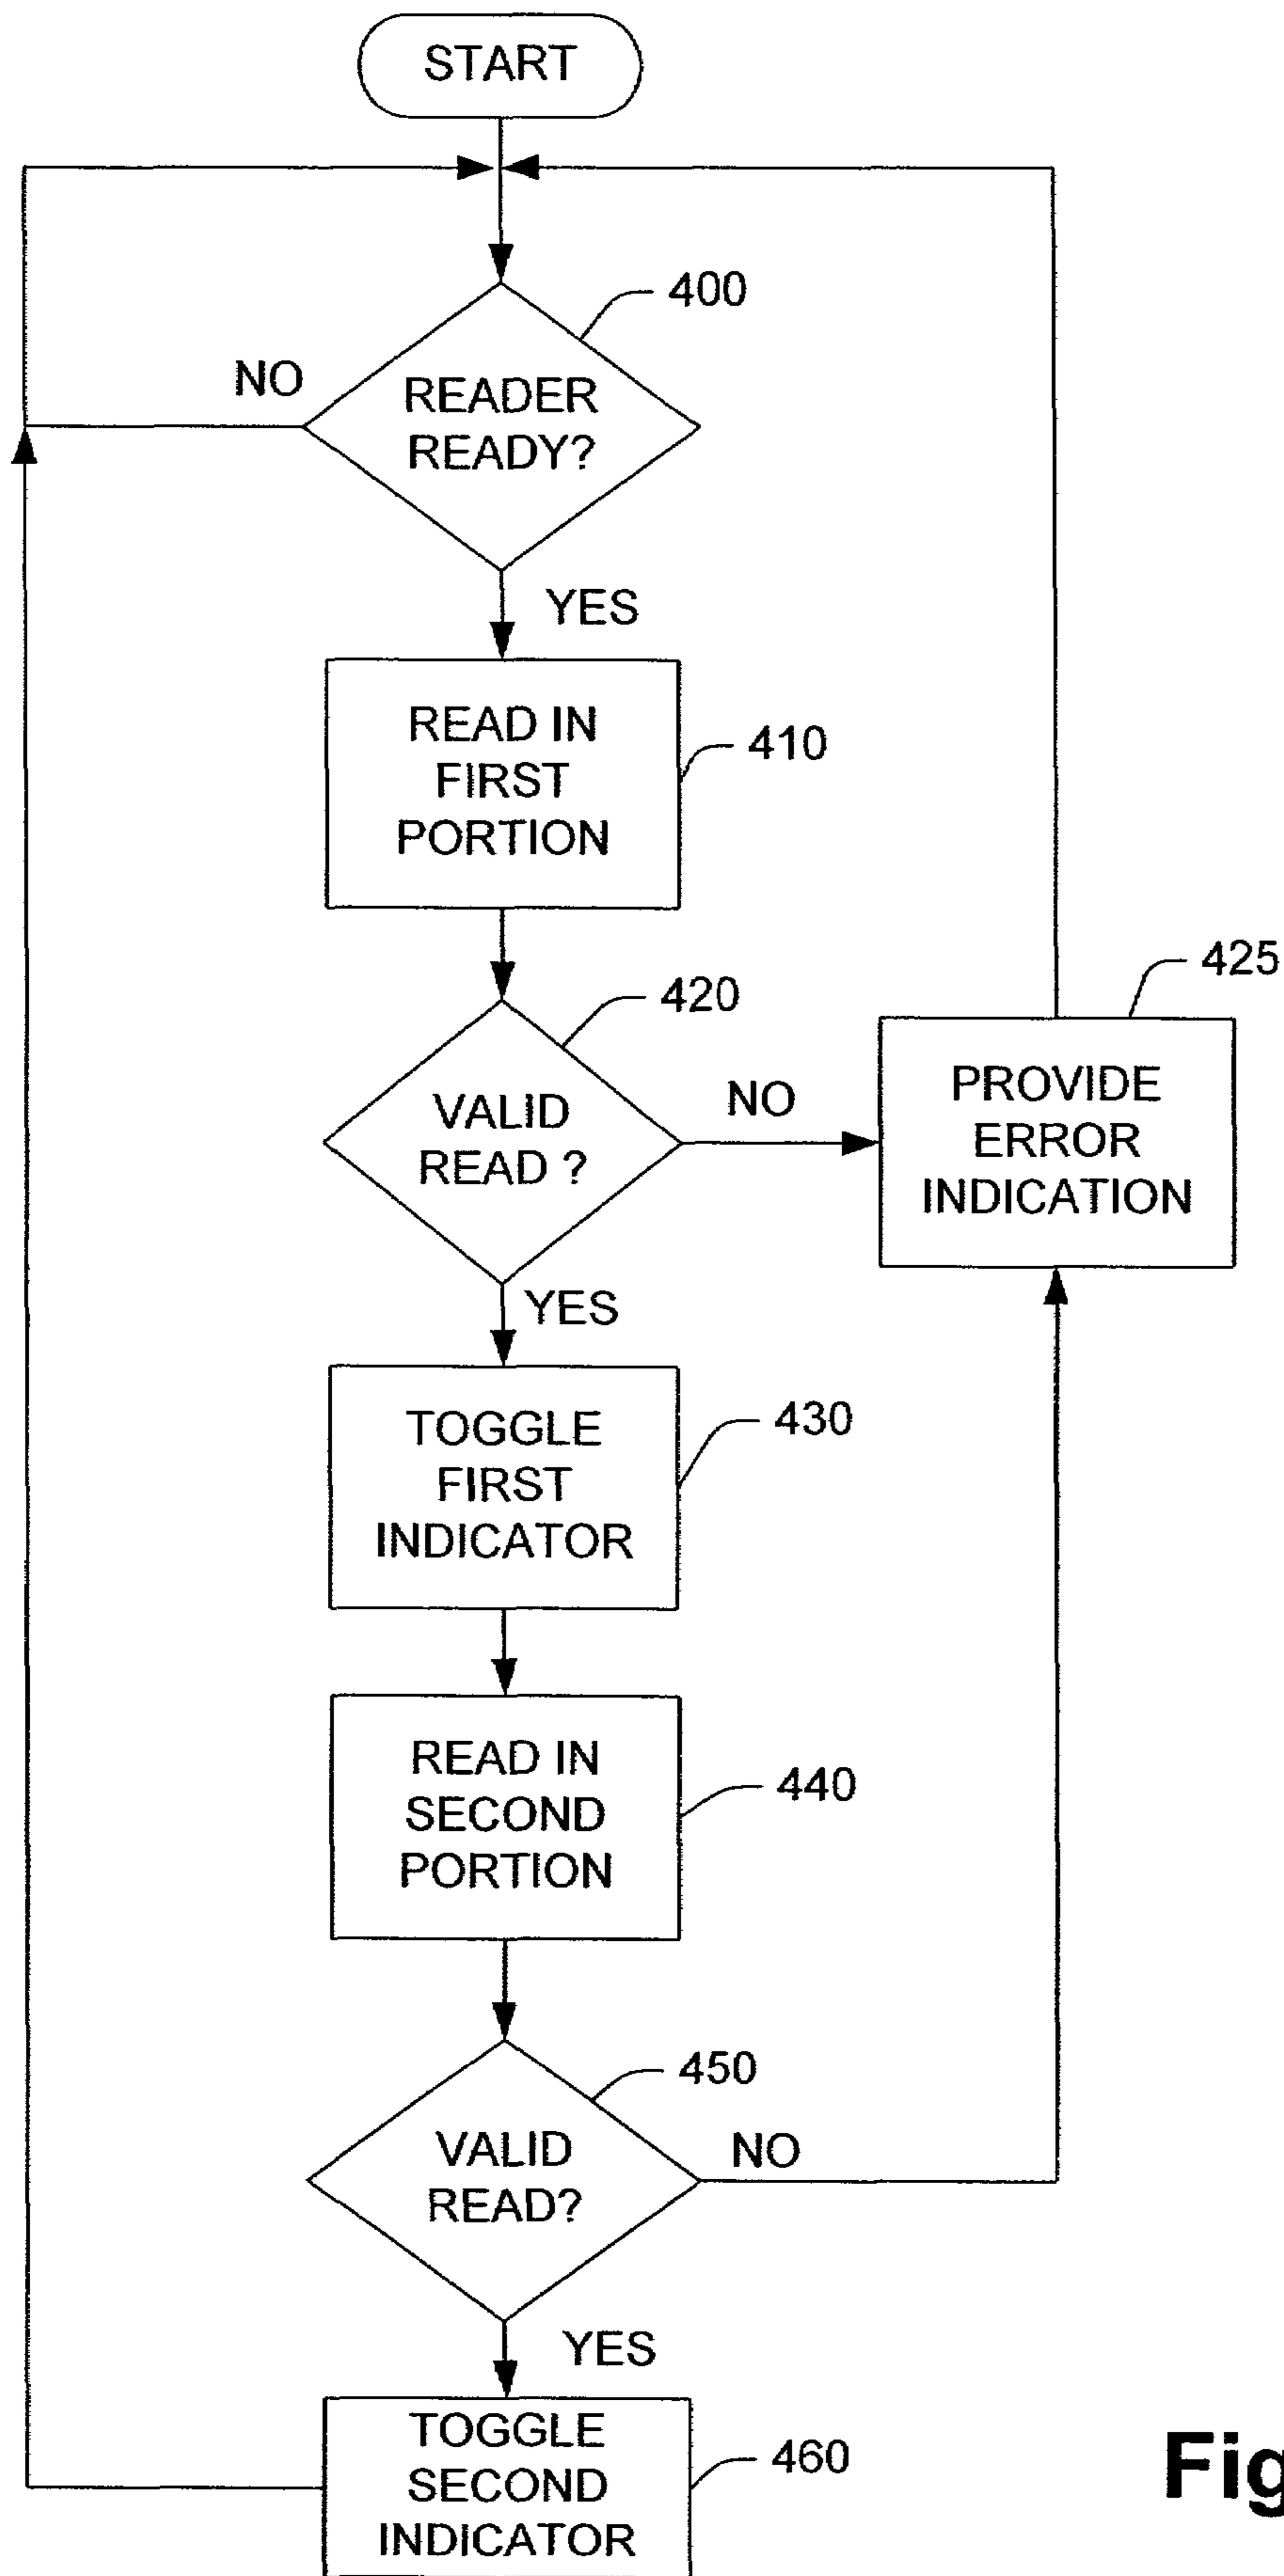 START
400
NO
READER
READY?
YES
READ IN
FIRST
PORTION
410
420
VALID
READ ?
NO
425
PROVIDE
ERROR
INDICATION
YES
TOGGLE
FIRST
INDICATOR
430
READ IN
SECOND
PORTION
440
450
VALID
READ?
NO
YES
TOGGLE
SECOND
INDICATOR
460
Fig